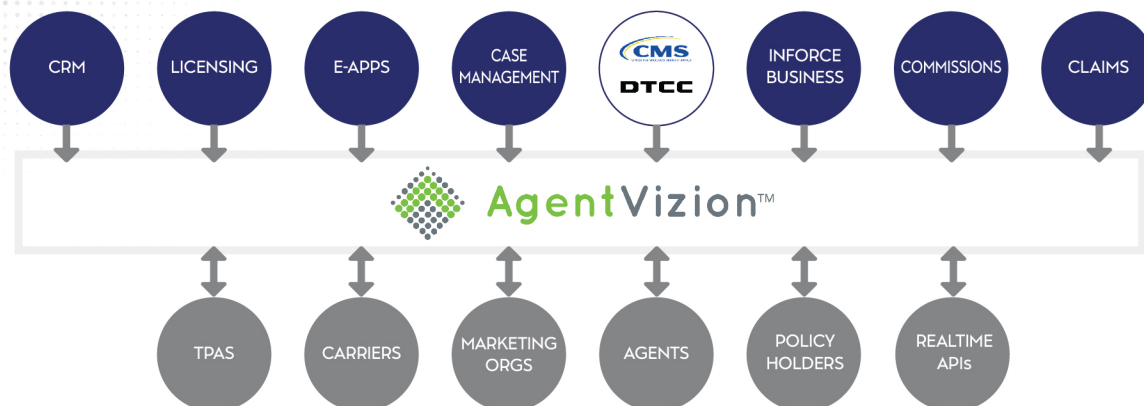 CRM
LICENSING
E-APPS
CASE
MANAGEMENT
CMS
DTCC
INFORCE
BUSINESS
COMMISSIONS
CLAIMS
AgentVizion™
TPAS
CARRIERS
MARKETING
ORGS
AGENTS
POLICY
HOLDERS
REALTIME
APIs